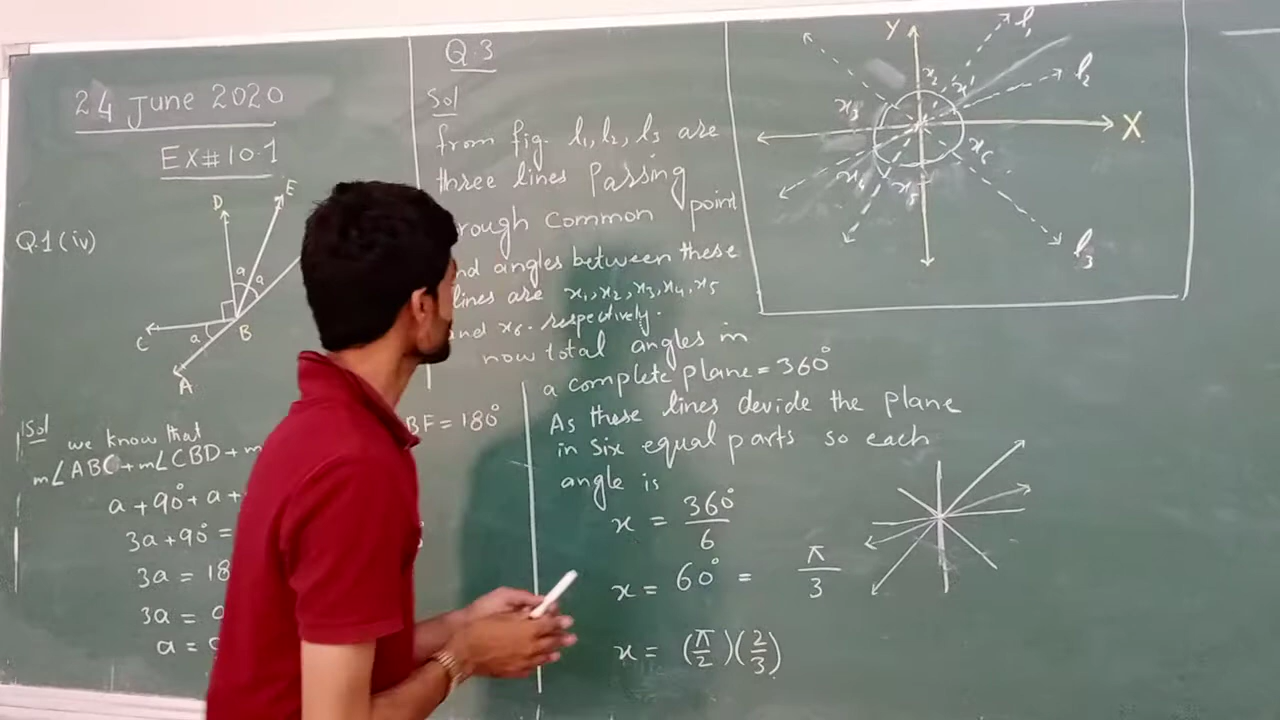 24 June 2020
Ex#10.1
Q.1 (iv)
D
E
a
a
C
a
B
A
Sol
we know that
m∠ABC+m∠CBD+m
BF=180°
a+90°+a+
3a+90°=
3a = 18
3a =
a =
Q.3
Sol
from fig. l₁, l₂, l₃ are
three lines Passing
rough Common point
nd angles between these
lines are x₁, x₂, x₃, x₄, x₅
and x₆. respectively.
now total angles in
a complete plane = 360°
As these lines devide the plane
in six equal parts so each
angle is
x = 360°/6
x = 60° = π/3
x = (π/2)(2/3)
Y
l₁
l₂
X
l₃
x₂
x₁
x₃
x₄
x₅
x₆